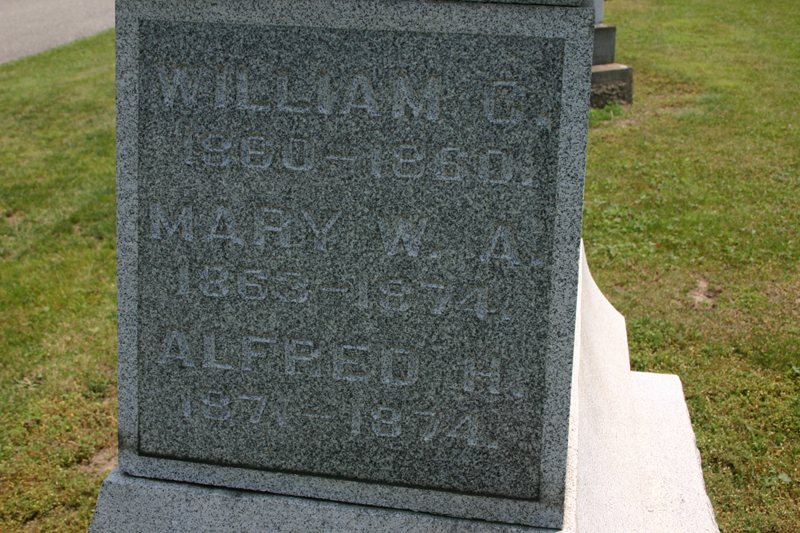 WILLIAM C.
1860-1860.
MARY W. A.
1863-1874.
ALFRED H.
1871-1874.